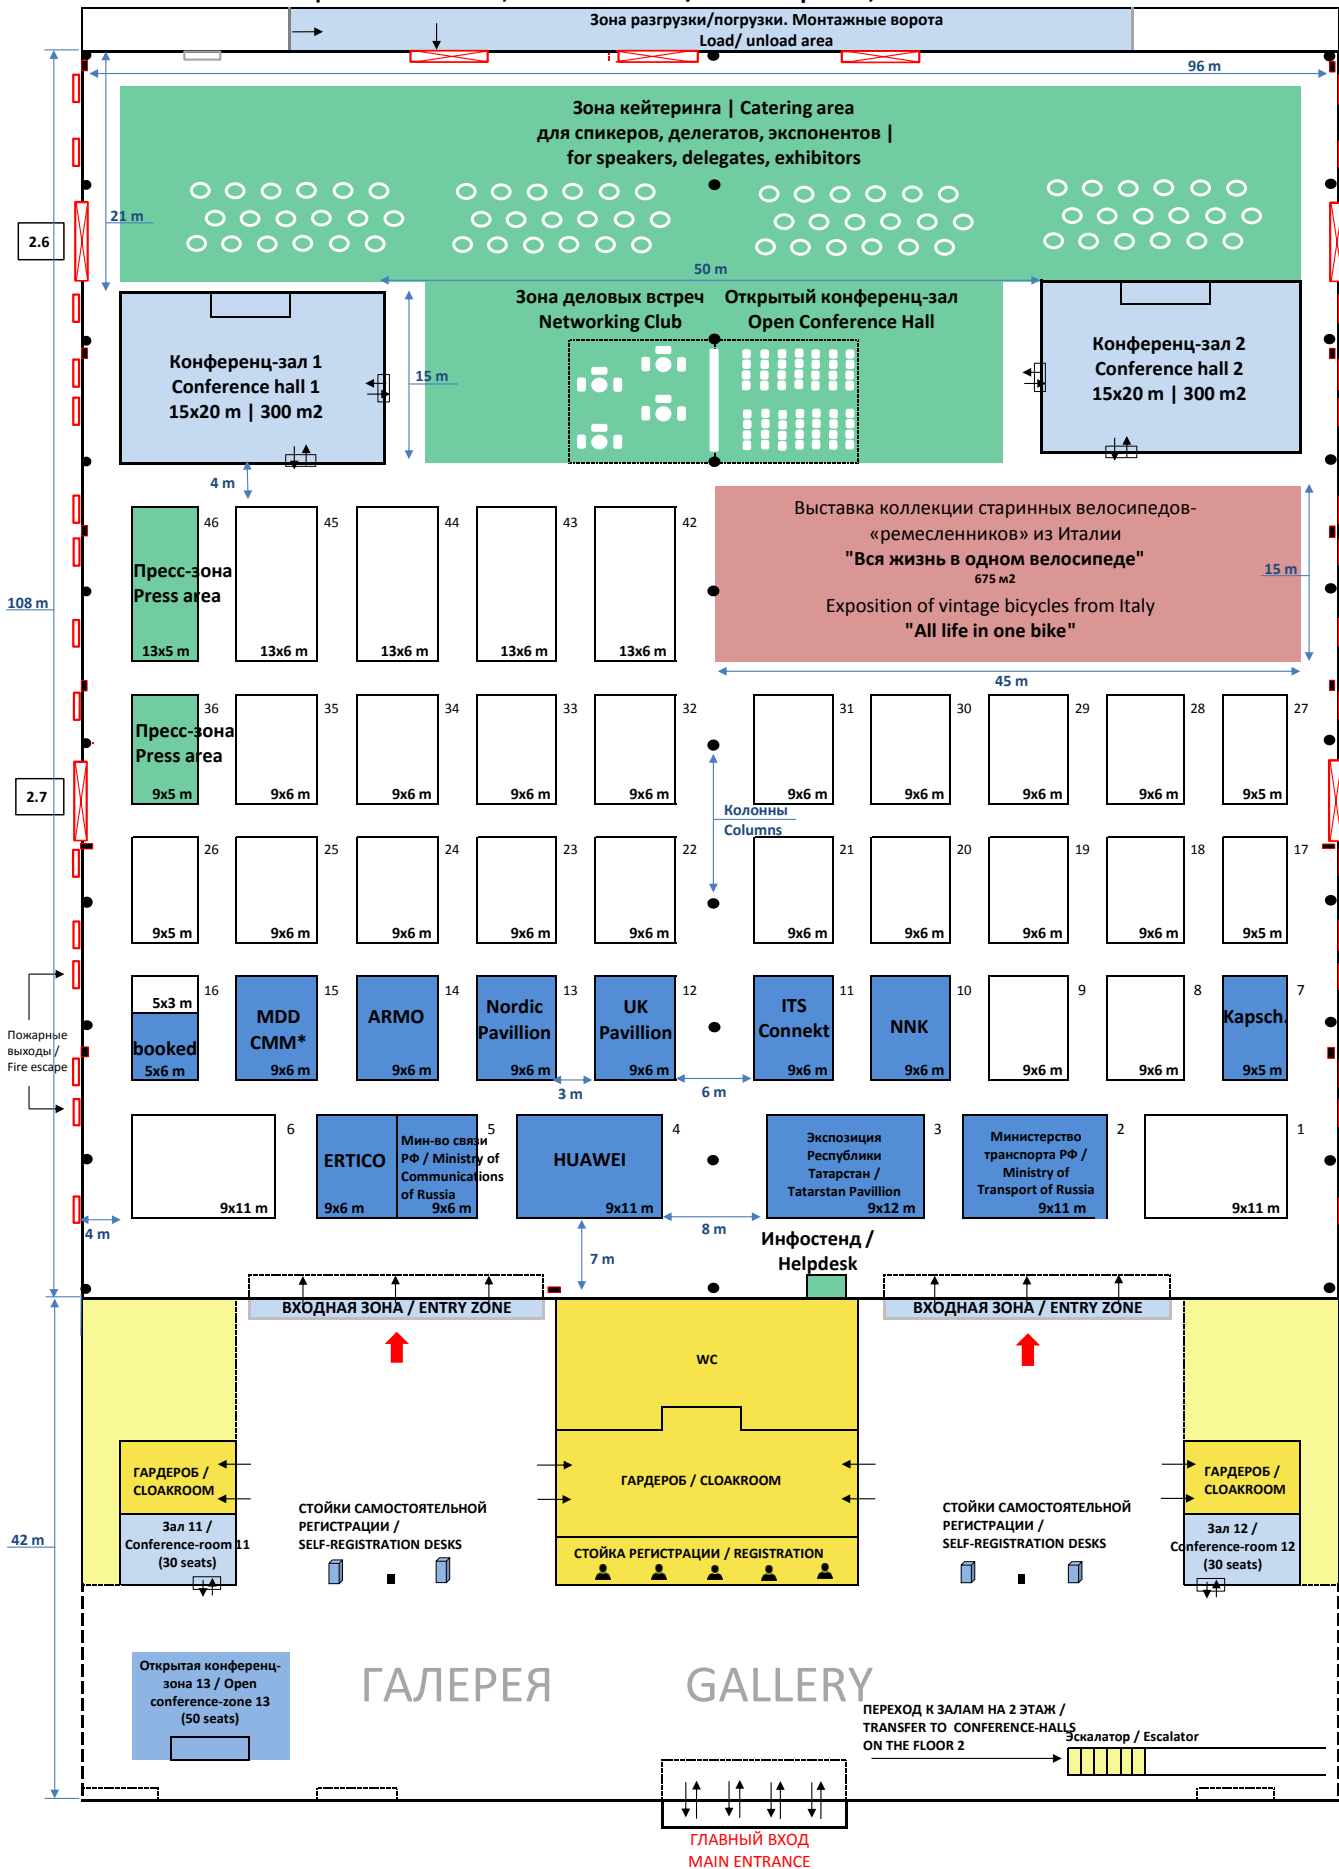 Зона разгрузки/погрузки. Монтажные ворота
Load/ unload area
96 m
Зона кейтеринга | Catering area
для спикеров, делегатов, экспонентов |
for speakers, delegates, exhibitors
21 m
2.6
50 m
Зона деловых встреч
Networking Club
Открытый конференц-зал
Open Conference Hall
Конференц-зал 1
Conference hall 1
15x20 m | 300 m2
15 m
Конференц-зал 2
Conference hall 2
15x20 m | 300 m2
4 m
46
Пресс-зона
Press area
13x5 m
45
13x6 m
44
13x6 m
43
13x6 m
42
13x6 m
Выставка коллекции старинных велосипедов-
«ремесленников» из Италии
"Вся жизнь в одном велосипеде"
675 м2
Exposition of vintage bicycles from Italy
"All life in one bike"
15 m
45 m
108 m
36
Пресс-зона
Press area
9x5 m
35
9x6 m
34
9x6 m
33
9x6 m
32
9x6 m
31
9x6 m
30
9x6 m
29
9x6 m
28
9x6 m
27
9x5 m
2.7
Колонны
Columns
26
9x5 m
25
9x6 m
24
9x6 m
23
9x6 m
22
9x6 m
21
9x6 m
20
9x6 m
19
9x6 m
18
9x6 m
17
9x5 m
Пожарные
выходы /
Fire escape
16
5x3 m
booked
5x6 m
15
MDD
CMM*
9x6 m
14
ARMO
9x6 m
13
Nordic
Pavillion
9x6 m
12
UK
Pavillion
9x6 m
11
ITS
Connekt
9x6 m
10
NNK
9x6 m
9
9x6 m
8
9x6 m
7
Kapsch.
9x5 m
3 m
6 m
6
9x11 m
ERTICO
9x6 m
5
Мин-во связи
РФ / Ministry of
Communications
of Russia
9x6 m
4
HUAWEI
9x11 m
3
Экспозиция
Республики
Татарстан /
Tatarstan Pavillion
9x12 m
2
Министерство
транспорта РФ /
Ministry of
Transport of Russia
9x11 m
1
9x11 m
4 m
7 m
8 m
Инфостенд /
Helpdesk
ВХОДНАЯ ЗОНА / ENTRY ZONE
ВХОДНАЯ ЗОНА / ENTRY ZONE
WC
ГАРДЕРОБ /
CLOAKROOM
ГАРДЕРОБ / CLOAKROOM
ГАРДЕРОБ /
CLOAKROOM
42 m
Зал 11 /
Conference-room 11
(30 seats)
СТОЙКИ САМОСТОЯТЕЛЬНОЙ
РЕГИСТРАЦИИ /
SELF-REGISTRATION DESKS
СТОЙКА РЕГИСТРАЦИИ / REGISTRATION
СТОЙКИ САМОСТОЯТЕЛЬНОЙ
РЕГИСТРАЦИИ /
SELF-REGISTRATION DESKS
Зал 12 /
Conference-room 12
(30 seats)
Открытая конференц-
зона 13 / Open
conference-zone 13
(50 seats)
ГАЛЕРЕЯ GALLERY
ПЕРЕХОД К ЗАЛАМ НА 2 ЭТАЖ /
TRANSFER TO CONFERENCE-HALLS
ON THE FLOOR 2
Эскалатор / Escalator
ГЛАВНЫЙ ВХОД
MAIN ENTRANCE